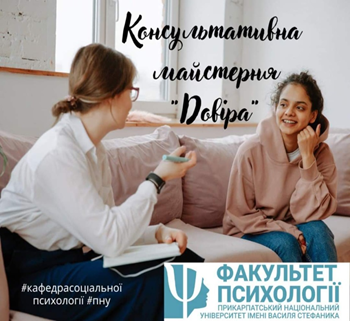 Консультативна
майстерня
"Довіра"
#кафедрасоціальної
психології #пну
ФАКУЛЬТЕТ
ПСИХОЛОГІЇ
ПРИКАРПАТСЬКИЙ НАЦІОНАЛЬНИЙ
УНІВЕРСИТЕТ ІМЕНІ ВАСИЛЯ СТЕФАНИКА